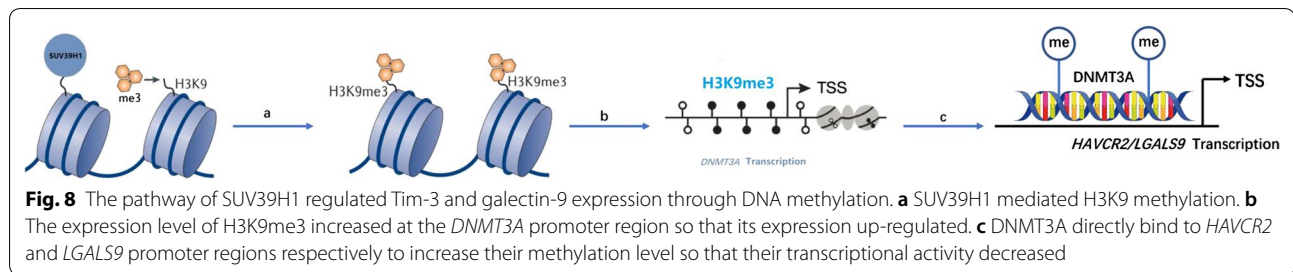 SUV39H1
me3
H3K9
a
H3K9me3
H3K9me3
b
H3K9me3
TSS
DNMT3A Transcription
c
me
me
DNMT3A
TSS
HAVCR2/LGALS9 Transcription
Fig. 8 The pathway of SUV39H1 regulated Tim-3 and galectin-9 expression through DNA methylation. a SUV39H1 mediated H3K9 methylation. b
The expression level of H3K9me3 increased at the DNMT3A promoter region so that its expression up-regulated. c DNMT3A directly bind to HAVCR2
and LGALS9 promoter regions respectively to increase their methylation level so that their transcriptional activity decreased